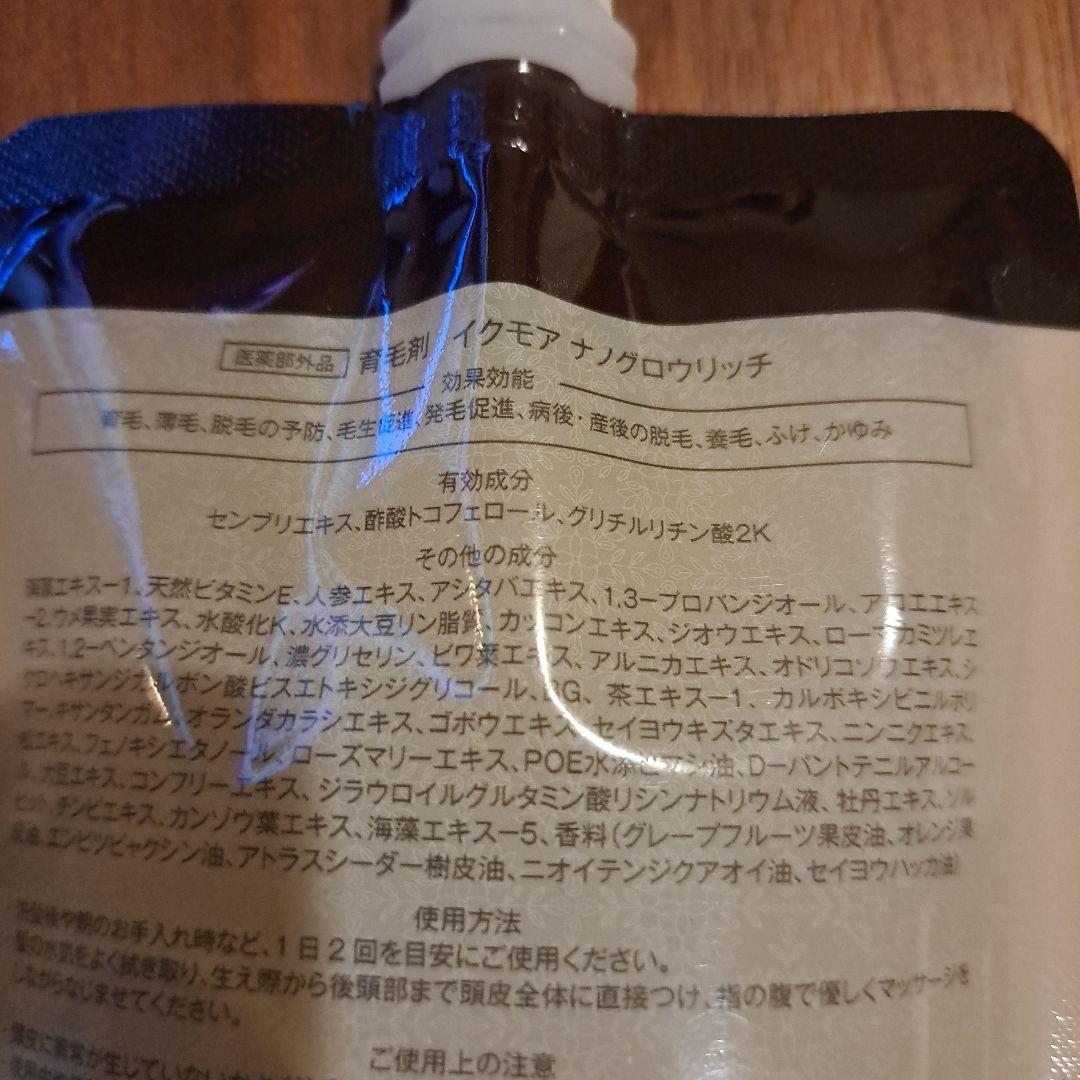 医薬部外品 育毛剤 イクモア ナノグロウリッチ
効果効能
育毛、薄毛、脱毛の予防、毛生促進、発毛促進、病後・産後の脱毛、養毛、ふけ、かゆみ
有効成分
センブリエキス、酢酸トコフェロール、グリチルリチン酸2K
その他の成分
海藻エキス−1、天然ビタミンE、人参エキス、アシタバエキス、1,3−プロパンジオール、アロエエキス
−2、ウメ果実エキス、水酸化K、水添大豆リン脂質、カッコンエキス、ジオウエキス、ローマカミツレエ
キス、1,2−ペンタンジオール、濃グリセリン、ビワ葉エキス、アルニカエキス、オドリコソウエキス、シ
クロヘキサンジカルボン酸ビスエトキシジグリコール、BG、茶エキス−1、カルボキシビニルポリ
マー、キサンタンガム、オランダカラシエキス、ゴボウエキス、セイヨウキズタエキス、ニンニクエキス、
松エキス、フェノキシエタノール、ローズマリーエキス、POE水添ヒマシ油、D−パントテニルアルコー
ル、大豆エキス、コンフリーエキス、ジラウロイルグルタミン酸リシンナトリウム液、牡丹エキス、ソル
ビット、チンピエキス、カンゾウ葉エキス、海藻エキス−5、香料(グレープフルーツ果皮油、オレンジ果
皮油、エンピツビャクシン油、アトラスシーダー樹皮油、ニオイテンジクアオイ油、セイヨウハッカ油)
使用方法
・洗髪後や朝のお手入れ時など、1日2回を目安にご使用ください。
・髪の水気をよく拭き取り、生え際から後頭部まで頭皮全体に直接つけ、指の腹で優しくマッサージを
しながらなじませてください。
ご使用上の注意
・頭皮に異常が生じていないか